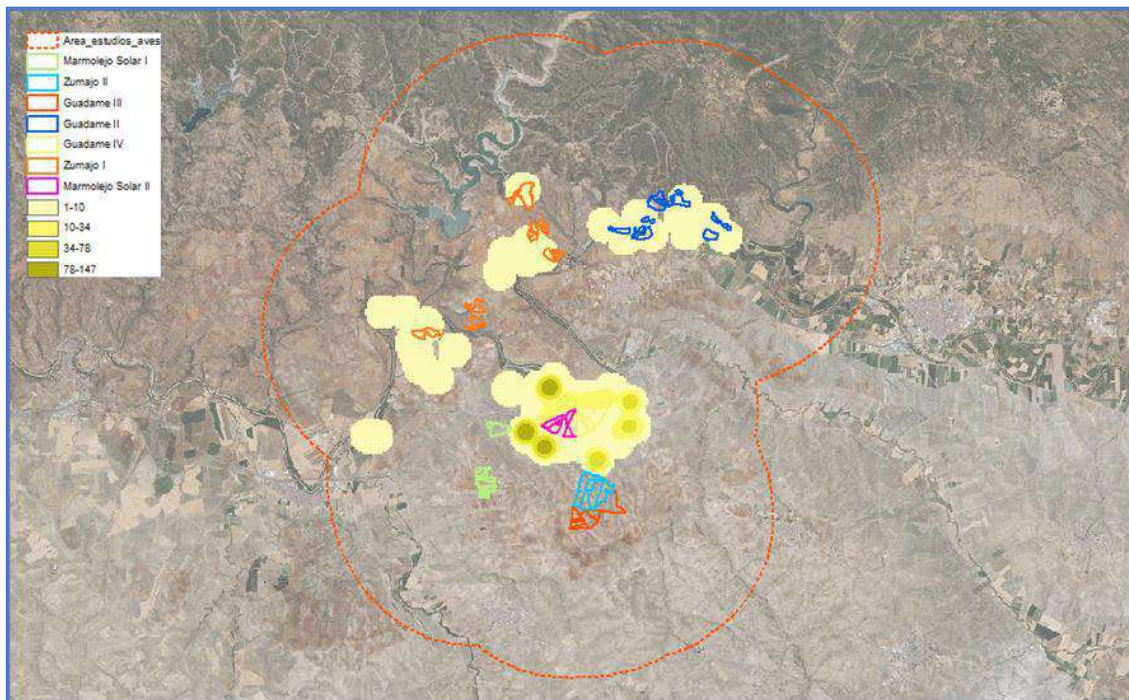 Area_estudios_aves
Marmolejo Solar I
Zumajo II
Guadame III
Guadame II
Guadame IV
Zumajo I
Marmolejo Solar II
1-10
10-34
34-78
78-147